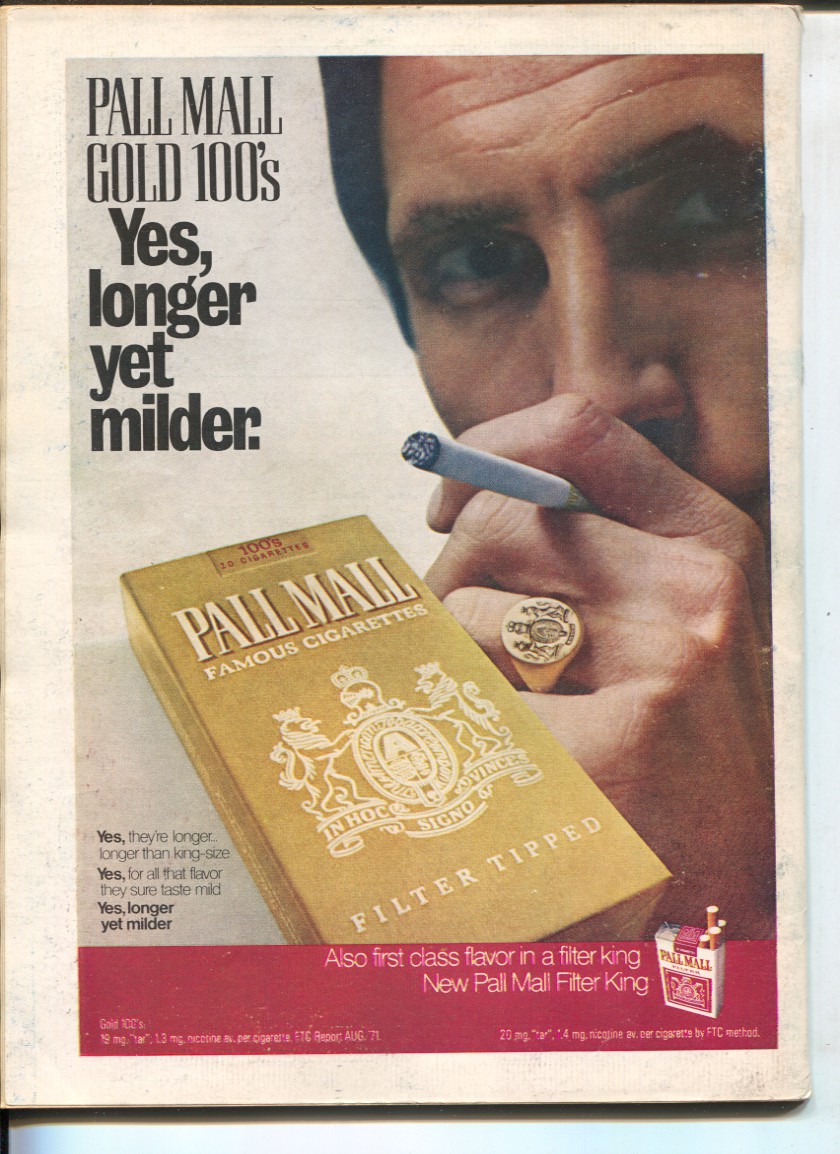 PALL MALL
GOLD 100's
Yes,
longer
yet
milder.
100's
20 CIGARETTES
PALL MALL
FAMOUS CIGARETTES
IN HOC SIGNO VINCES
FILTER TIPPED
Yes, they're longer...
longer than king-size
Yes, for all that flavor
they sure taste mild
Yes, longer
yet milder
Also first class flavor in a filter king
New Pall Mall Filter King
PALL MALL
FILTER
Gold 100's:
19 mg. "tar", 1.3 mg. nicotine av. per cigarette. FTC Report AUG. '71.
20 mg. "tar", 1.4 mg. nicotine av. per cigarette by FTC method.